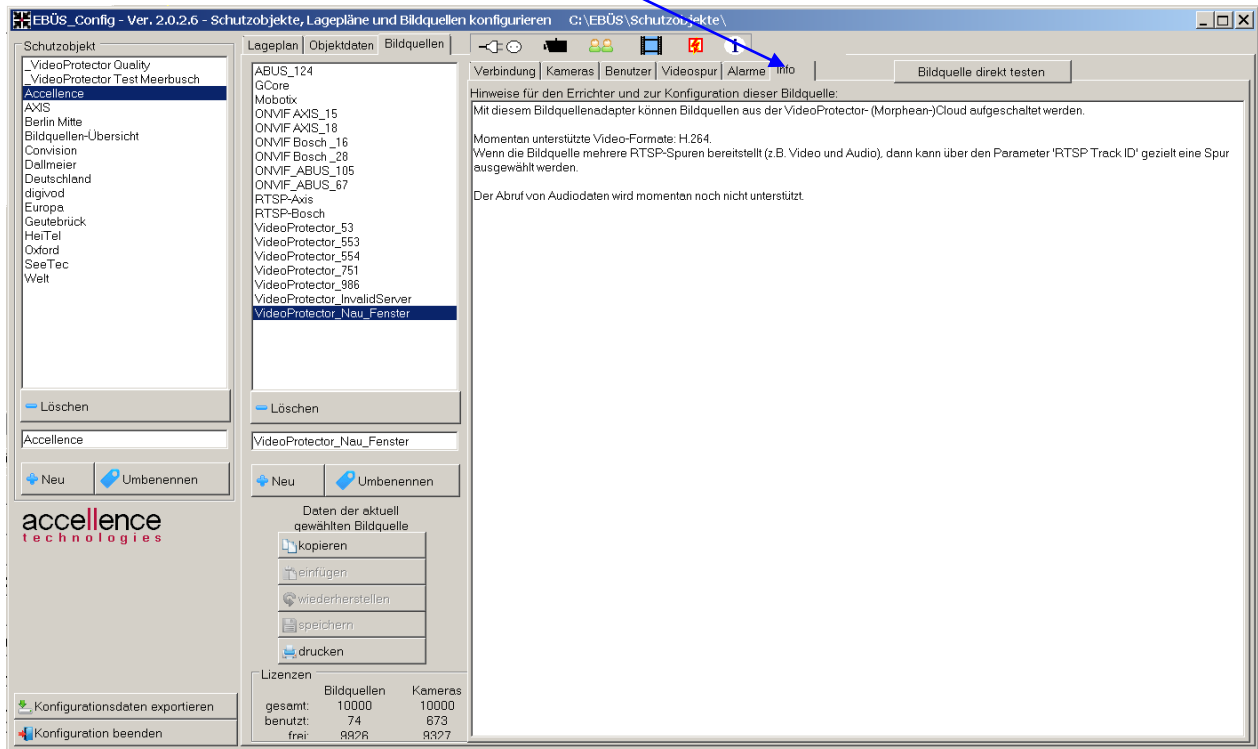 EBÜS_Config - Ver. 2.0.2.6 - Schutzobjekte, Lagepläne und Bildquellen konfigurieren C:\EBÜS\Schutzobjekte\
Schutzobjekt
_VideoProtector Quality
_VideoProtector Test Meerbusch
Accellence
AXIS
Berlin Mitte
Bildquellen-Übersicht
Convision
Dallmeier
Deutschland
digivod
Europa
Geutebrück
HeiTel
Oxford
SeeTec
Welt
Löschen
Accellence
Neu Umbenennen
accellence
technologies
Konfigurationsdaten exportieren
Konfiguration beenden
Lageplan Objektdaten Bildquellen
ABUS_124
GCore
Mobotix
ONVIF AXIS_15
ONVIF AXIS_18
ONVIF Bosch _16
ONVIF Bosch _28
ONVIF_ABUS_105
ONVIF_ABUS_67
RTSP-Axis
RTSP-Bosch
VideoProtector_53
VideoProtector_553
VideoProtector_554
VideoProtector_751
VideoProtector_986
VideoProtector_InvalidServer
VideoProtector_Nau_Fenster
Löschen
VideoProtector_Nau_Fenster
Neu Umbenennen
Daten der aktuell
gewählten Bildquelle
kopieren
einfügen
wiederherstellen
speichern
drucken
Lizenzen
Bildquellen Kameras
gesamt: 10000 10000
benutzt: 74 673
frei: 9926 9327
Verbindung Kameras Benutzer Videospur Alarme Info
Bildquelle direkt testen
Hinweise für den Errichter und zur Konfiguration dieser Bildquelle:
Mit diesem Bildquellenadapter können Bildquellen aus der VideoProtector- (Morphean-)Cloud aufgeschaltet werden.
Momentan unterstützte Video-Formate: H.264.
Wenn die Bildquelle mehrere RTSP-Spuren bereitstellt (z.B. Video und Audio), dann kann über den Parameter 'RTSP Track ID' gezielt eine Spur
ausgewählt werden.
Der Abruf von Audiodaten wird momentan noch nicht unterstützt.